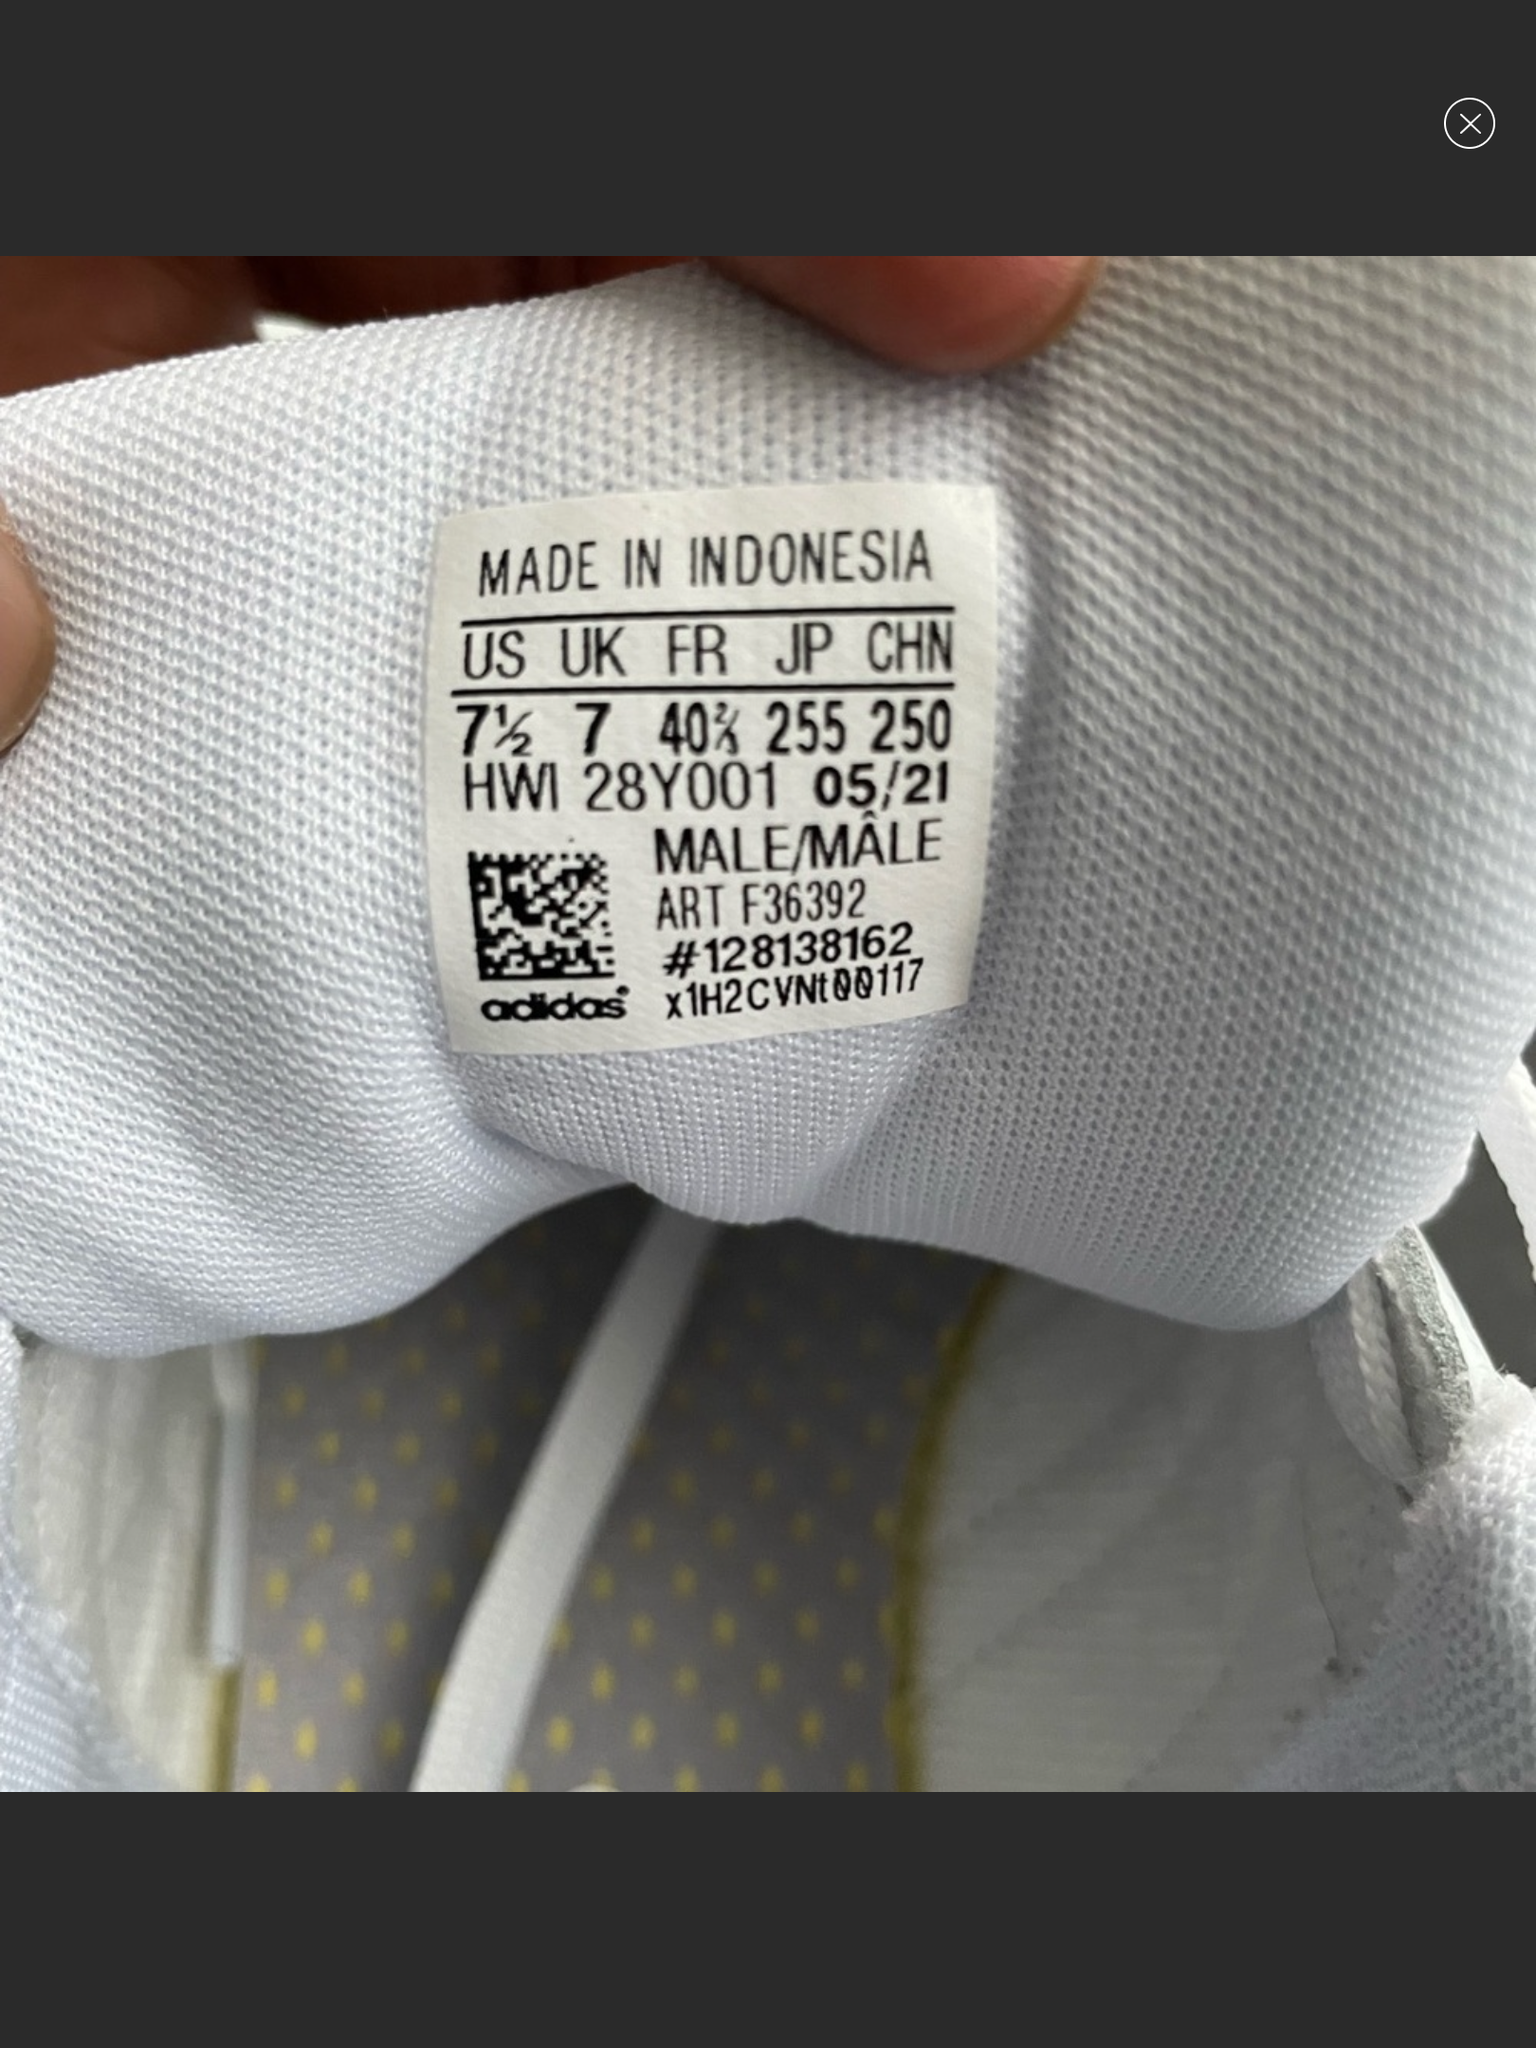 MADE IN INDONESIA
US UK FR JP CHN
7½ 7 40⅔ 255 250
HWI 28Y001 05/21
MALE/MÂLE
ART F36392
#128138162
x1H2CVNt00117
adidas®